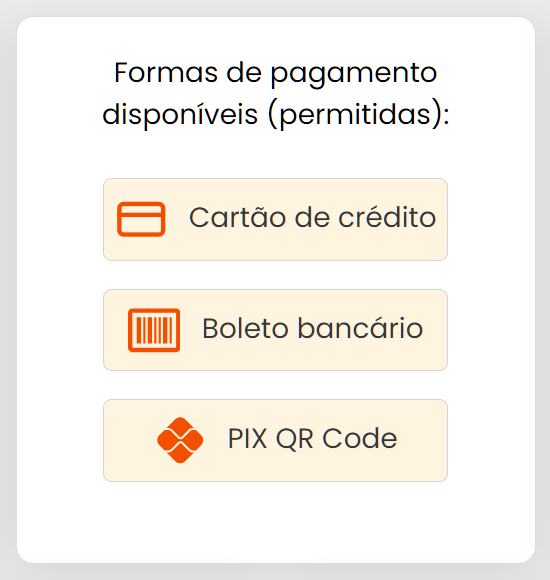 Formas de pagamento
disponíveis (permitidas):
Cartão de crédito
Boleto bancário
PIX QR Code